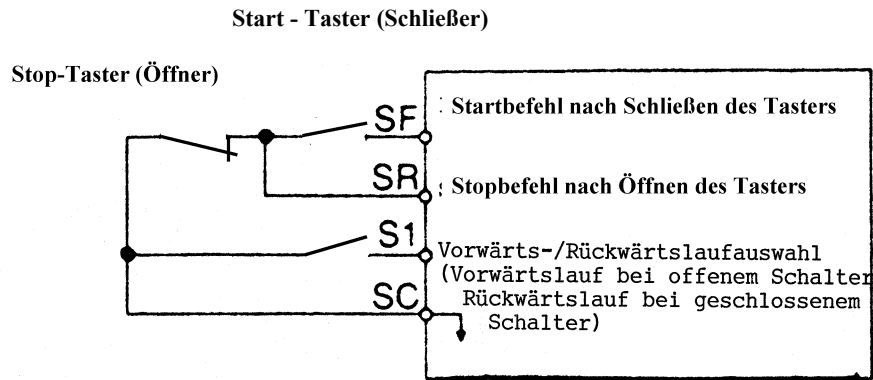 Start - Taster (Schließer)
Stop-Taster (Öffner)
SF
Startbefehl nach Schließen des Tasters
SR
Stopbefehl nach Öffnen des Tasters
S1
Vorwärts-/Rückwärtslaufauswahl
(Vorwärtslauf bei offenem Schalter
SC
Rückwärtslauf bei geschlossenem
Schalter)